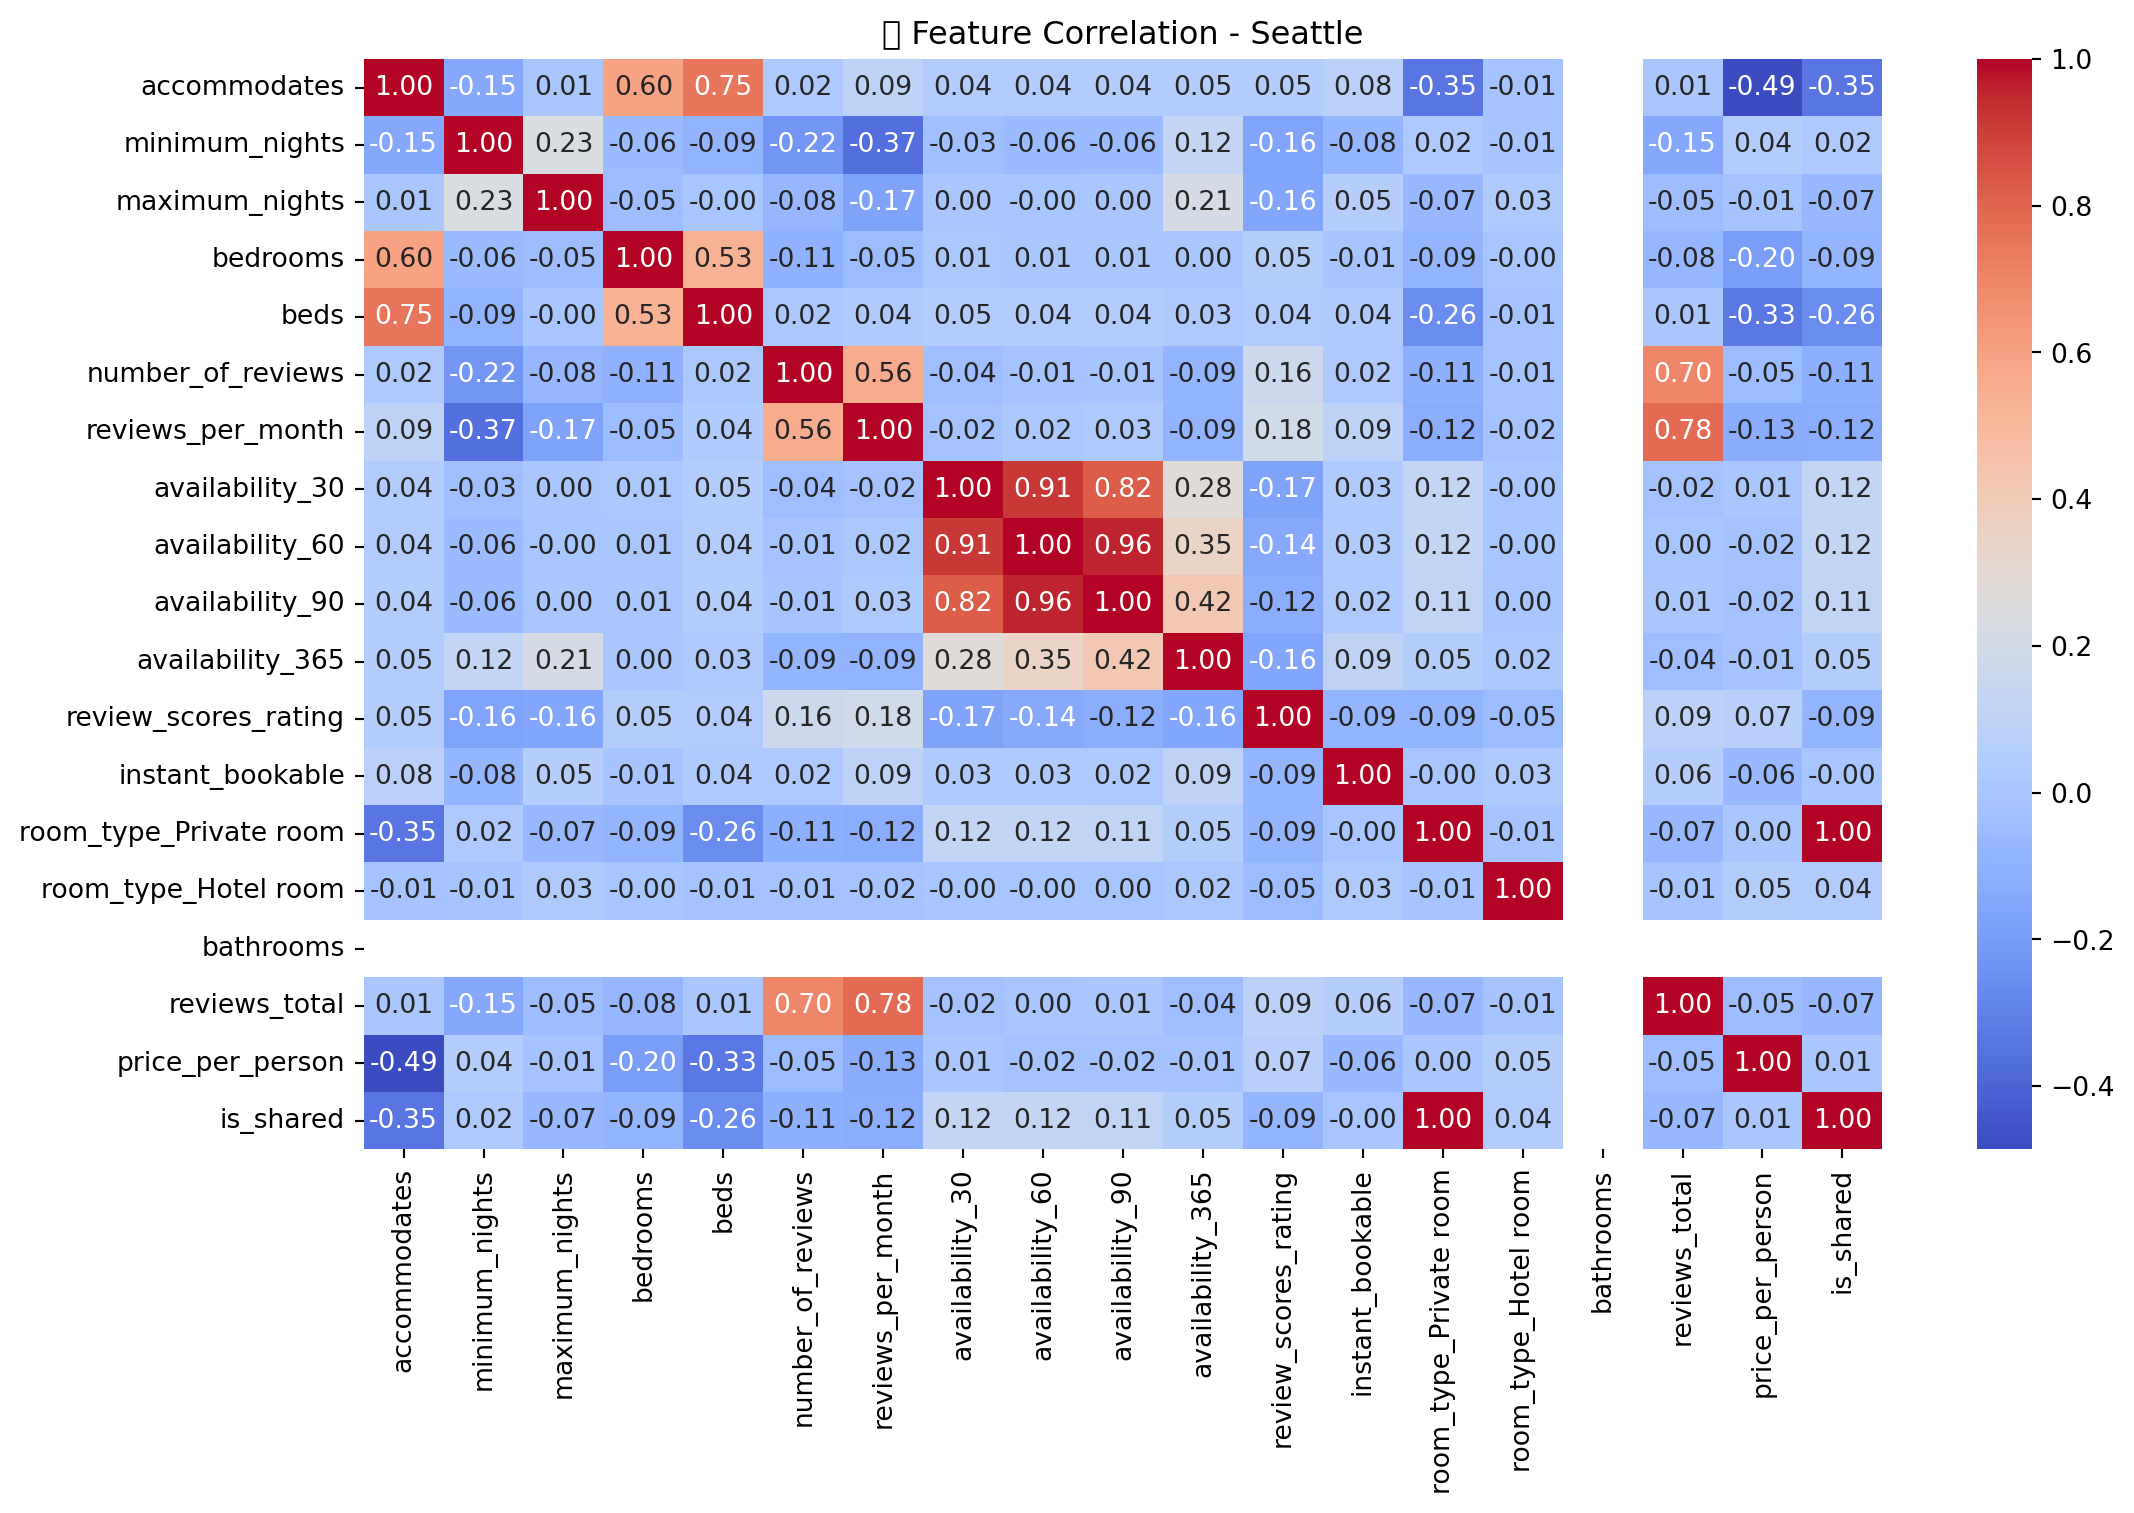 ▯ Feature Correlation - Seattle
accommodates 1.00 -0.15 0.01 0.60 0.75 0.02 0.09 0.04 0.04 0.04 0.05 0.05 0.08 -0.35 -0.01 0.01 -0.49 -0.35
minimum_nights -0.15 1.00 0.23 -0.06 -0.09 -0.22 -0.37 -0.03 -0.06 -0.06 0.12 -0.16 -0.08 0.02 -0.01 -0.15 0.04 0.02
maximum_nights 0.01 0.23 1.00 -0.05 -0.00 -0.08 -0.17 0.00 -0.00 0.00 0.21 -0.16 0.05 -0.07 0.03 -0.05 -0.01 -0.07
bedrooms 0.60 -0.06 -0.05 1.00 0.53 -0.11 -0.05 0.01 0.01 0.01 0.00 0.05 -0.01 -0.09 -0.00 -0.08 -0.20 -0.09
beds 0.75 -0.09 -0.00 0.53 1.00 0.02 0.04 0.05 0.04 0.04 0.03 0.04 0.04 -0.26 -0.01 0.01 -0.33 -0.26
number_of_reviews 0.02 -0.22 -0.08 -0.11 0.02 1.00 0.56 -0.04 -0.01 -0.01 -0.09 0.16 0.02 -0.11 -0.01 0.70 -0.05 -0.11
reviews_per_month 0.09 -0.37 -0.17 -0.05 0.04 0.56 1.00 -0.02 0.02 0.03 -0.09 0.18 0.09 -0.12 -0.02 0.78 -0.13 -0.12
availability_30 0.04 -0.03 0.00 0.01 0.05 -0.04 -0.02 1.00 0.91 0.82 0.28 -0.17 0.03 0.12 -0.00 -0.02 0.01 0.12
availability_60 0.04 -0.06 -0.00 0.01 0.04 -0.01 0.02 0.91 1.00 0.96 0.35 -0.14 0.03 0.12 -0.00 0.00 -0.02 0.12
availability_90 0.04 -0.06 0.00 0.01 0.04 -0.01 0.03 0.82 0.96 1.00 0.42 -0.12 0.02 0.11 0.00 0.01 -0.02 0.11
availability_365 0.05 0.12 0.21 0.00 0.03 -0.09 -0.09 0.28 0.35 0.42 1.00 -0.16 0.09 0.05 0.02 -0.04 -0.01 0.05
review_scores_rating 0.05 -0.16 -0.16 0.05 0.04 0.16 0.18 -0.17 -0.14 -0.12 -0.16 1.00 -0.09 -0.09 -0.05 0.09 0.07 -0.09
instant_bookable 0.08 -0.08 0.05 -0.01 0.04 0.02 0.09 0.03 0.03 0.02 0.09 -0.09 1.00 -0.00 0.03 0.06 -0.06 -0.00
room_type_Private room -0.35 0.02 -0.07 -0.09 -0.26 -0.11 -0.12 0.12 0.12 0.11 0.05 -0.09 -0.00 1.00 -0.01 -0.07 0.00 1.00
room_type_Hotel room -0.01 -0.01 0.03 -0.00 -0.01 -0.01 -0.02 -0.00 -0.00 0.00 0.02 -0.05 0.03 -0.01 1.00 -0.01 0.05 0.04
bathrooms
reviews_total 0.01 -0.15 -0.05 -0.08 0.01 0.70 0.78 -0.02 0.00 0.01 -0.04 0.09 0.06 -0.07 -0.01 1.00 -0.05 -0.07
price_per_person -0.49 0.04 -0.01 -0.20 -0.33 -0.05 -0.13 0.01 -0.02 -0.02 -0.01 0.07 -0.06 0.00 0.05 -0.05 1.00 0.01
is_shared -0.35 0.02 -0.07 -0.09 -0.26 -0.11 -0.12 0.12 0.12 0.11 0.05 -0.09 -0.00 1.00 0.04 -0.07 0.01 1.00
accommodates
minimum_nights
maximum_nights
bedrooms
beds
number_of_reviews
reviews_per_month
availability_30
availability_60
availability_90
availability_365
review_scores_rating
instant_bookable
room_type_Private room
room_type_Hotel room
bathrooms
reviews_total
price_per_person
is_shared
1.0
0.8
0.6
0.4
0.2
0.0
−0.2
−0.4